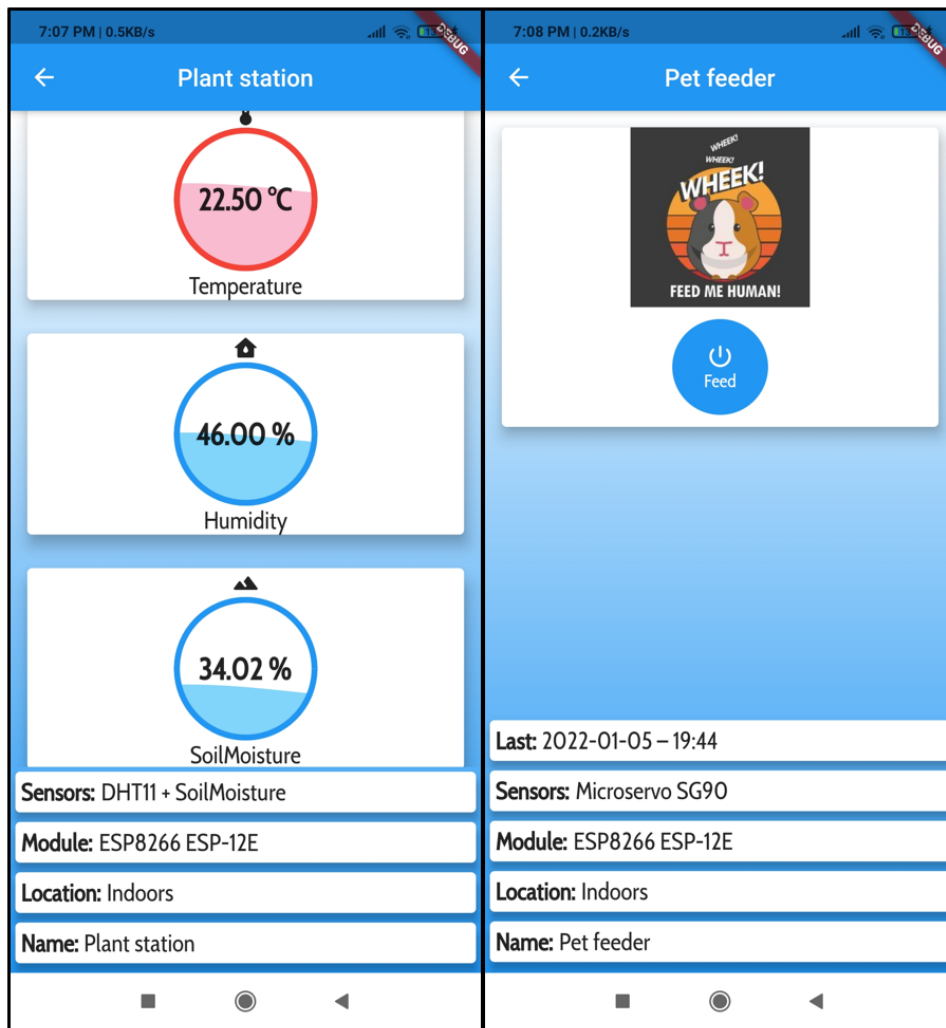 7:07 PM | 0.5KB/s
DEBUG
Plant station
22.50 °C
Temperature
46.00 %
Humidity
34.02 %
SoilMoisture
Sensors: DHT11 + SoilMoisture
Module: ESP8266 ESP-12E
Location: Indoors
Name: Plant station
7:08 PM | 0.2KB/s
DEBUG
Pet feeder
WHEEK!
WHEEK!
WHEEK!
FEED ME HUMAN!
Feed
Last: 2022-01-05 – 19:44
Sensors: Microservo SG90
Module: ESP8266 ESP-12E
Location: Indoors
Name: Pet feeder